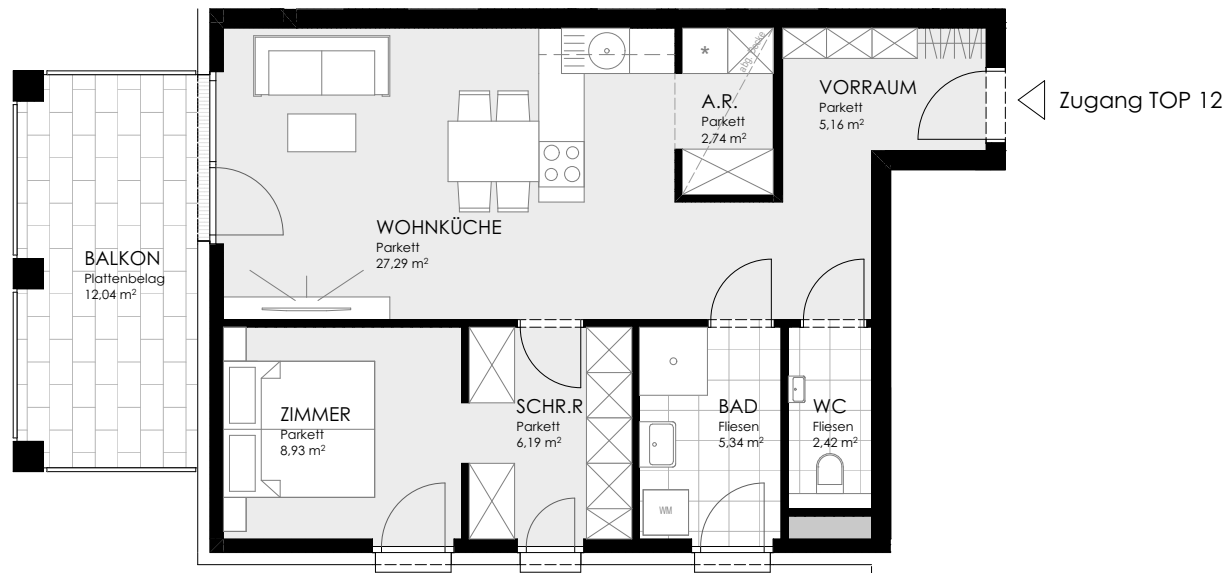 abg. Decke
*
VORRAUM
Parkett
5,16 m²
A.R.
Parkett
2,74 m²
Zugang TOP 12
WOHNKÜCHE
Parkett
27,29 m²
BALKON
Plattenbelag
12,04 m²
ZIMMER
Parkett
8,93 m²
SCHR.R
Parkett
6,19 m²
BAD
Fliesen
5,34 m²
WC
Fliesen
2,42 m²
WM